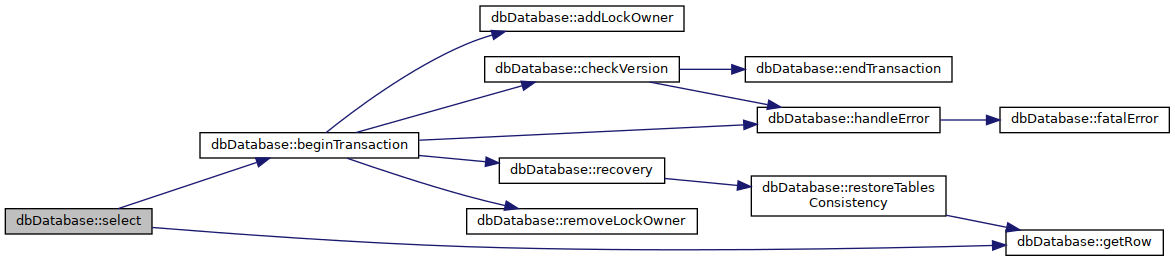 dbDatabase::addLockOwner
dbDatabase::checkVersion
dbDatabase::endTransaction
dbDatabase::handleError
dbDatabase::fatalError
dbDatabase::beginTransaction
dbDatabase::recovery
dbDatabase::restoreTables
Consistency
dbDatabase::select
dbDatabase::removeLockOwner
dbDatabase::getRow